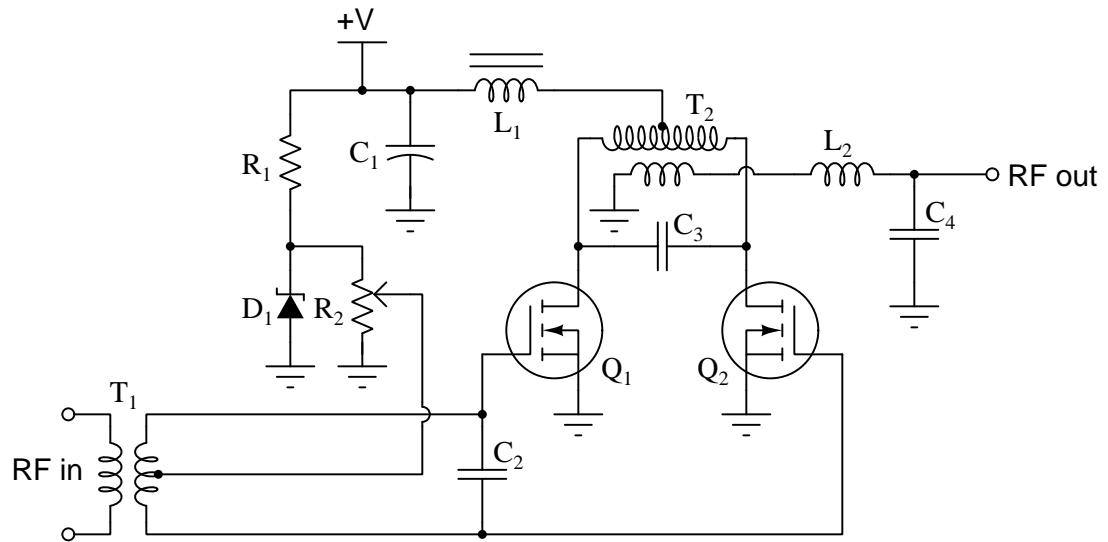 +V
T₂
L₁
L₂
R₁
C₁
RF out
C₃
C₄
D₁
R₂
Q₁
Q₂
T₁
C₂
RF in